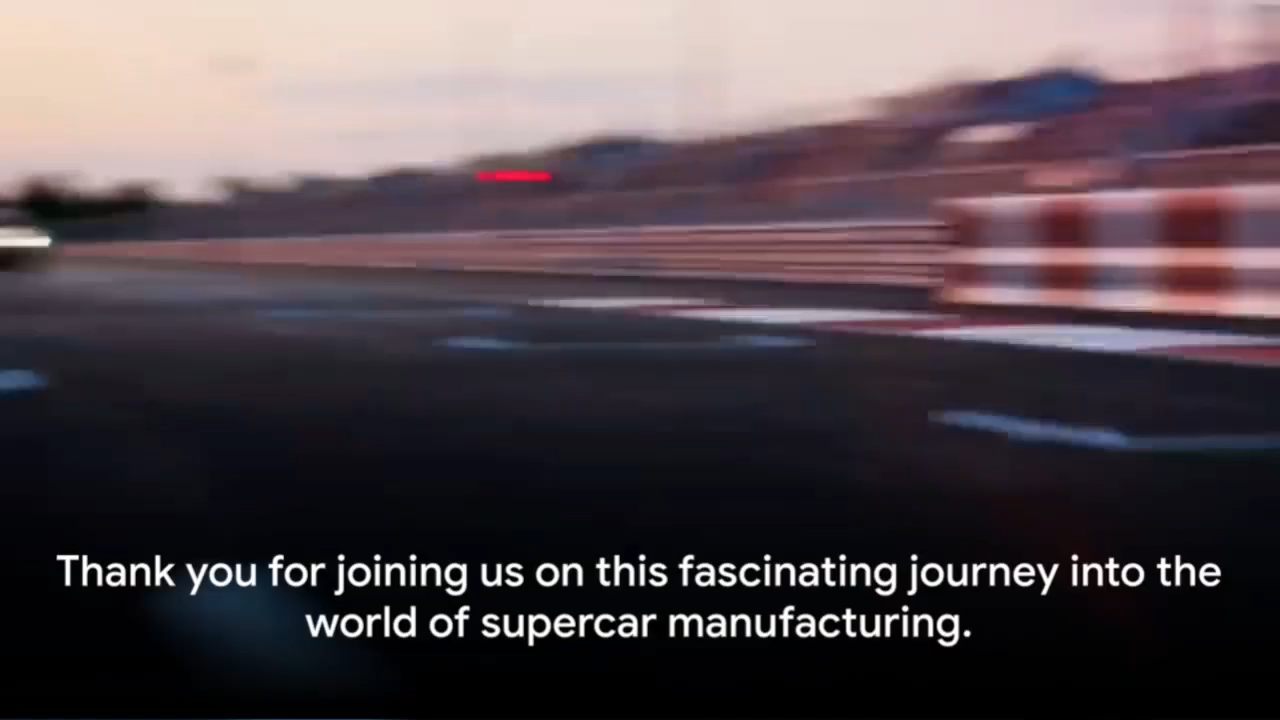 Thank you for joining us on this fascinating journey into the
world of supercar manufacturing.